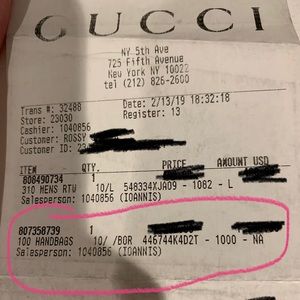 GUCCI
NY 5th Ave
725 Fifth Avenue
New York NY 10022
tel (212) 826-2600
Trans #: 32488
Date: 2/13/19 18:32:18
Store: 23030
Register: 13
Cashier: 1040856
Customer: ROSSY
Customer ID:
ITEM QTY. PRICE AMOUNT USD
808490734 1
310 MENS RTW 10/L 548334XJA09 - 1082 - L
Salesperson: 1040856 (IOANNIS)
807358739 1
100 HANDBAGS 10/ /BGR 446744K4D2T - 1000 - NA
Salesperson: 1040856 (IOANNIS)